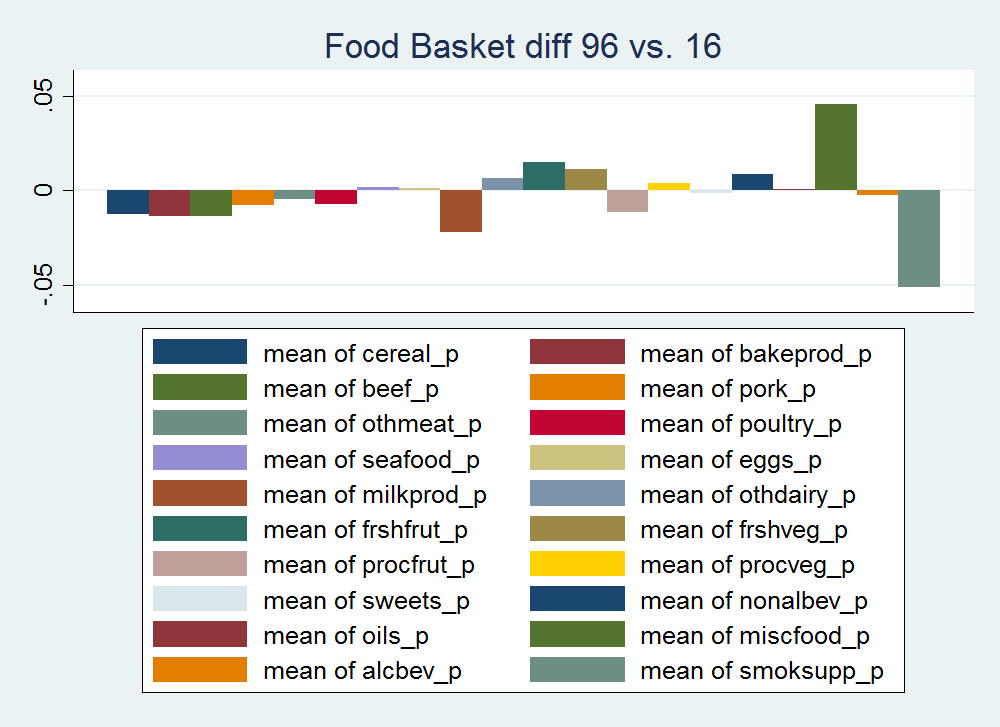 Food Basket diff 96 vs. 16
.05
0
-.05
mean of cereal_p
mean of bakeprod_p
mean of beef_p
mean of pork_p
mean of othmeat_p
mean of poultry_p
mean of seafood_p
mean of eggs_p
mean of milkprod_p
mean of othdairy_p
mean of frshfrut_p
mean of frshveg_p
mean of procfrut_p
mean of procveg_p
mean of sweets_p
mean of nonalbev_p
mean of oils_p
mean of miscfood_p
mean of alcbev_p
mean of smoksupp_p